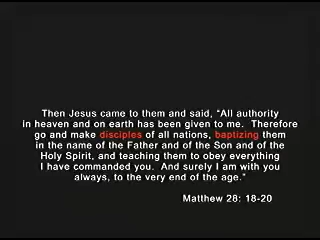 Then Jesus came to them and said, “All authority
in heaven and on earth has been given to me. Therefore
go and make disciples of all nations, baptizing them
in the name of the Father and of the Son and of the
Holy Spirit, and teaching them to obey everything
I have commanded you. And surely I am with you
always, to the very end of the age.”
Matthew 28: 18-20